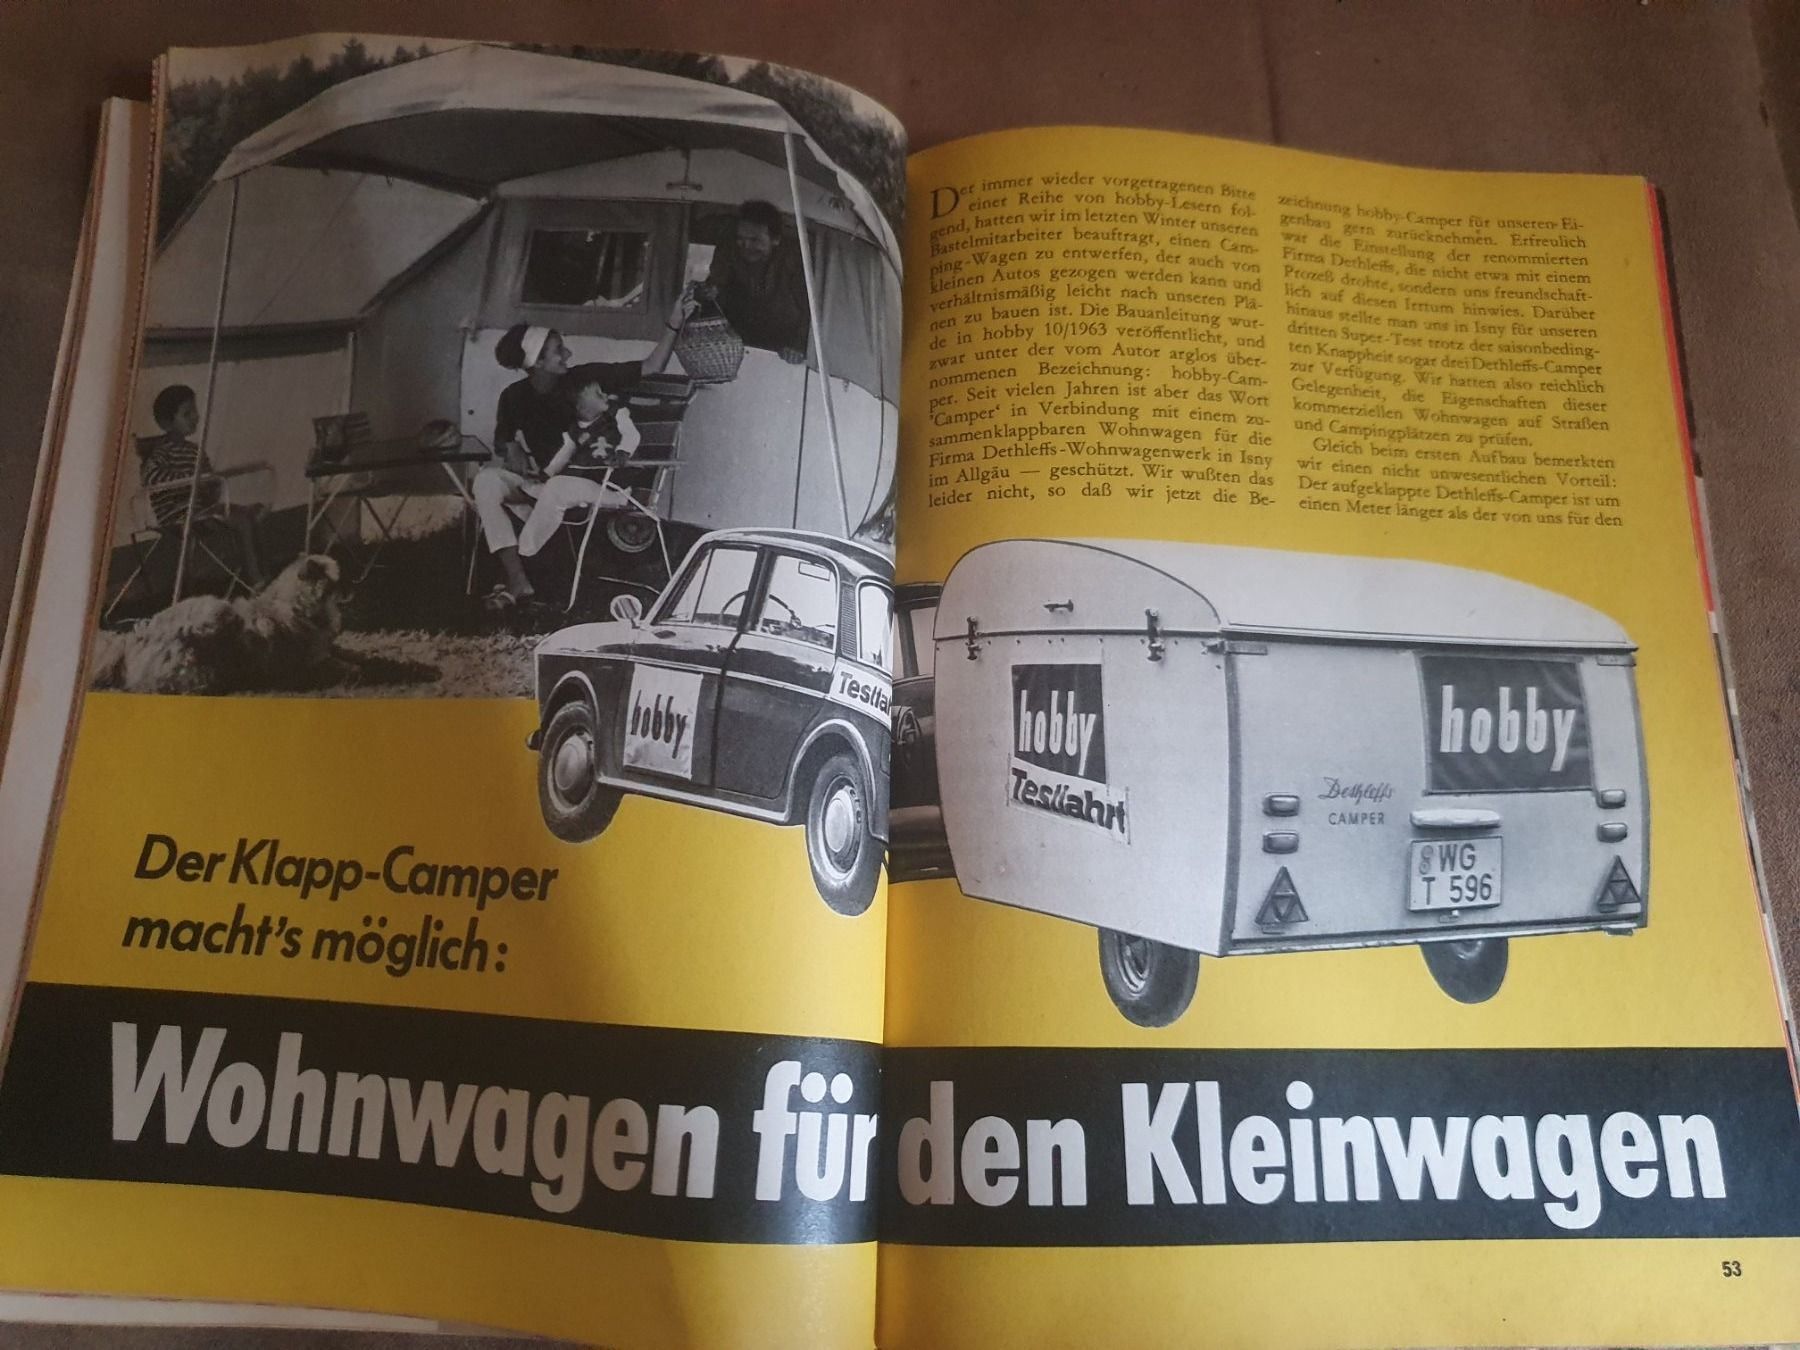 Der immer wieder vorgetragenen Bitte
einer Reihe von hobby-Lesern fol-
gend, hatten wir im letzten Winter unseren
Bastelmitarbeiter beauftragt, einen Cam-
ping-Wagen zu entwerfen, der auch von
kleinen Autos gezogen werden kann und
verhältnismäßig leicht nach unseren Plä-
nen zu bauen ist. Die Bauanleitung wur-
de in hobby 10/1963 veröffentlicht, und
zwar unter der vom Autor arglos über-
nommenen Bezeichnung: hobby-Cam-
per. Seit vielen Jahren ist aber das Wort
'Camper' in Verbindung mit einem zu-
sammenklappbaren Wohnwagen für die
Firma Dethleffs-Wohnwagenwerk in Isny
im Allgäu — geschützt. Wir wußten das
leider nicht, so daß wir jetzt die Be-
zeichnung hobby-Camper für unseren Ei-
genbau gern zurücknehmen. Erfreulich
war die Einstellung der renommierten
Firma Dethleffs, die nicht etwa mit einem
Prozeß drohte, sondern uns freundschaft-
lich auf diesen Irrtum hinwies. Darüber
hinaus stellte man uns in Isny für unseren
dritten Super-Test trotz der saisonbeding-
ten Knappheit sogar drei Dethleffs-Camper
zur Verfügung. Wir hatten also reichlich
Gelegenheit, die Eigenschaften dieser
kommerziellen Wohnwagen auf Straßen
und Campingplätzen zu prüfen.
Gleich beim ersten Aufbau bemerkten
wir einen nicht unwesentlichen Vorteil:
Der aufgeklappte Dethleffs-Camper ist um
einen Meter länger als der von uns für den
hobby
Testfa
hobby
Testfahrt
hobby
Dethleffs
CAMPER
WG
T 596
Der Klapp-Camper
macht's möglich:
Wohnwagen für den Kleinwagen
53